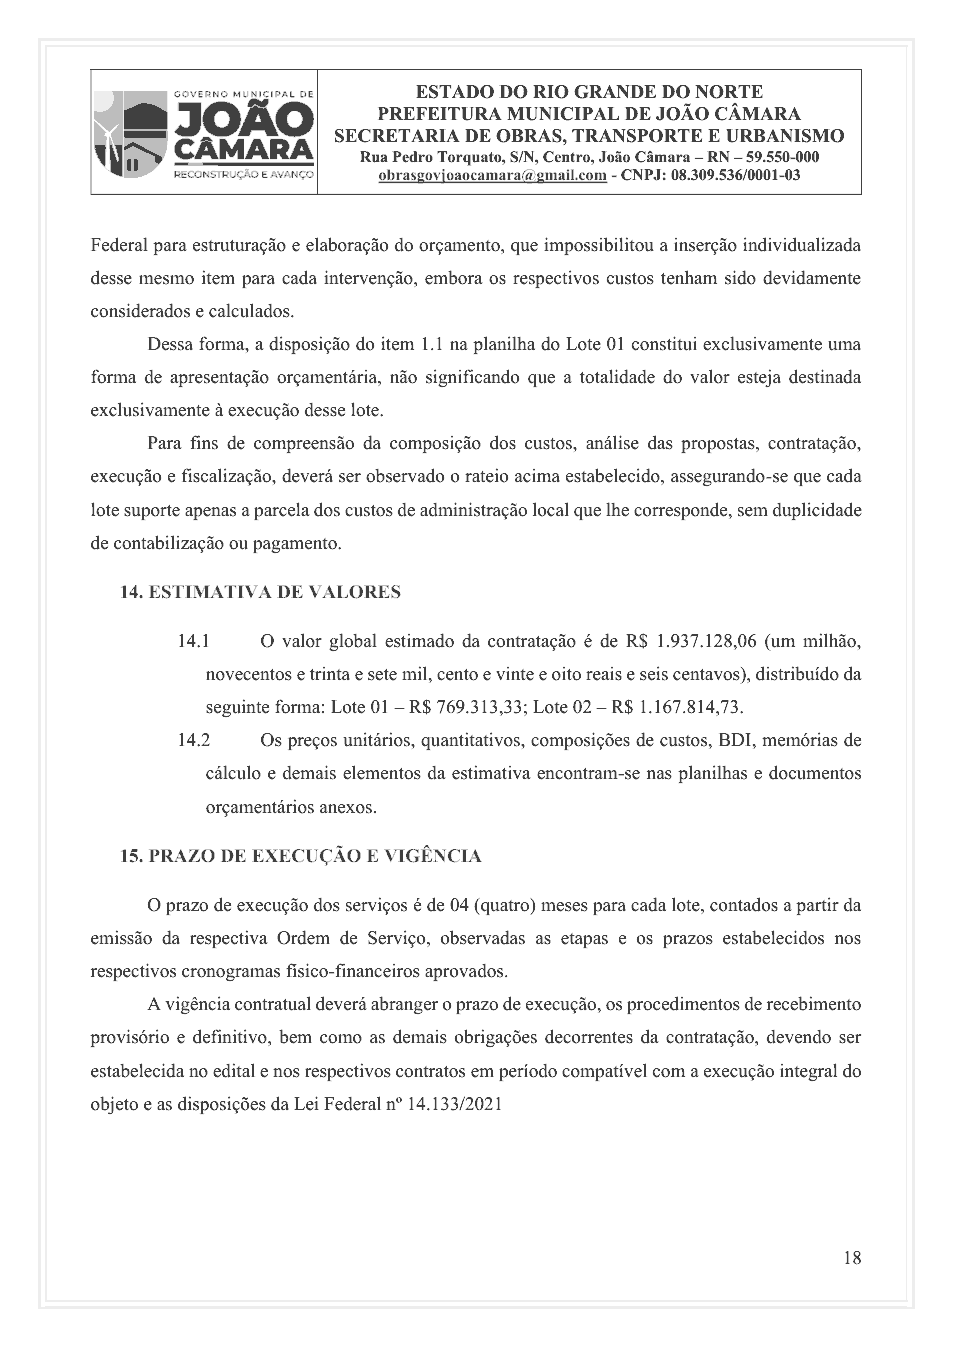 GOVERNO MUNICIPAL DE
JOÃO
CÂMARA
RECONSTRUÇÃO E AVANÇO
ESTADO DO RIO GRANDE DO NORTE
PREFEITURA MUNICIPAL DE JOÃO CÂMARA
SECRETARIA DE OBRAS, TRANSPORTE E URBANISMO
Rua Pedro Torquato, S/N, Centro, João Câmara – RN – 59.550-000
obrasgovjoaocamara@gmail.com - CNPJ: 08.309.536/0001-03
Federal para estruturação e elaboração do orçamento, que impossibilitou a inserção individualizada
desse mesmo item para cada intervenção, embora os respectivos custos tenham sido devidamente
considerados e calculados.
Dessa forma, a disposição do item 1.1 na planilha do Lote 01 constitui exclusivamente uma
forma de apresentação orçamentária, não significando que a totalidade do valor esteja destinada
exclusivamente à execução desse lote.
Para fins de compreensão da composição dos custos, análise das propostas, contratação,
execução e fiscalização, deverá ser observado o rateio acima estabelecido, assegurando-se que cada
lote suporte apenas a parcela dos custos de administração local que lhe corresponde, sem duplicidade
de contabilização ou pagamento.
14. ESTIMATIVA DE VALORES
14.1 O valor global estimado da contratação é de R$ 1.937.128,06 (um milhão,
novecentos e trinta e sete mil, cento e vinte e oito reais e seis centavos), distribuído da
seguinte forma: Lote 01 – R$ 769.313,33; Lote 02 – R$ 1.167.814,73.
14.2 Os preços unitários, quantitativos, composições de custos, BDI, memórias de
cálculo e demais elementos da estimativa encontram-se nas planilhas e documentos
orçamentários anexos.
15. PRAZO DE EXECUÇÃO E VIGÊNCIA
O prazo de execução dos serviços é de 04 (quatro) meses para cada lote, contados a partir da
emissão da respectiva Ordem de Serviço, observadas as etapas e os prazos estabelecidos nos
respectivos cronogramas físico-financeiros aprovados.
A vigência contratual deverá abranger o prazo de execução, os procedimentos de recebimento
provisório e definitivo, bem como as demais obrigações decorrentes da contratação, devendo ser
estabelecida no edital e nos respectivos contratos em período compatível com a execução integral do
objeto e as disposições da Lei Federal nº 14.133/2021
18